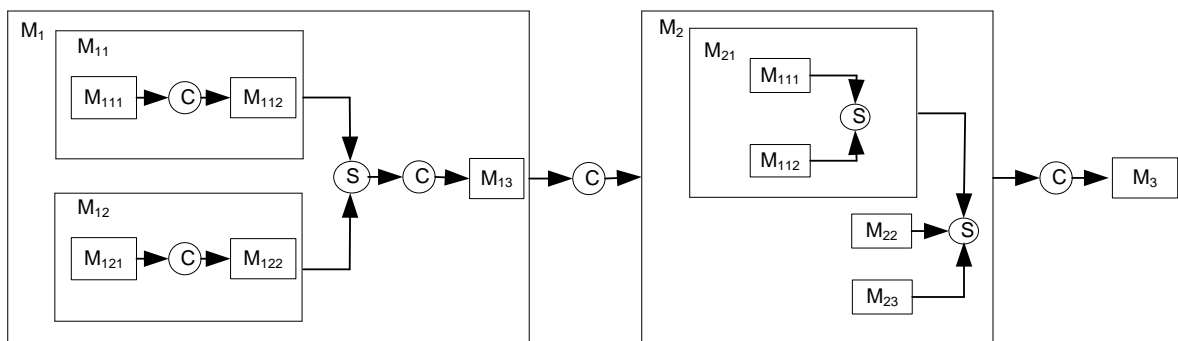 M₁
M₁₁
M₁₁₁ C M₁₁₂
S C M₁₃
M₁₂
M₁₂₁ C M₁₂₂
C
M₂
M₂₁
M₁₁₁
S
M₁₁₂
M₂₂ S
M₂₃
C M₃